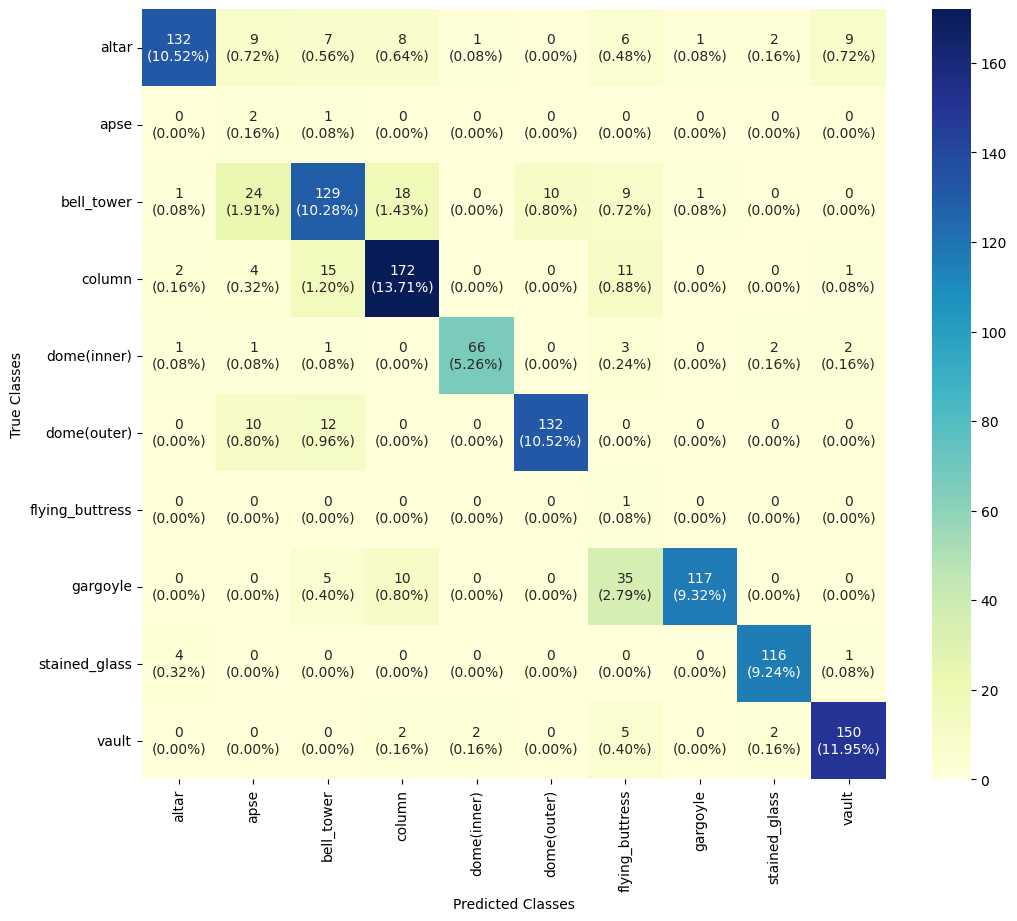 altar
132 9 7 8 1 0 6 1 2 9
(10.52%) (0.72%) (0.56%) (0.64%) (0.08%) (0.00%) (0.48%) (0.08%) (0.16%) (0.72%)
apse
0 2 1 0 0 0 0 0 0 0
(0.00%) (0.16%) (0.08%) (0.00%) (0.00%) (0.00%) (0.00%) (0.00%) (0.00%) (0.00%)
bell_tower
1 24 129 18 0 10 9 1 0 0
(0.08%) (1.91%) (10.28%) (1.43%) (0.00%) (0.80%) (0.72%) (0.08%) (0.00%) (0.00%)
column
2 4 15 172 0 0 11 0 0 1
(0.16%) (0.32%) (1.20%) (13.71%) (0.00%) (0.00%) (0.88%) (0.00%) (0.00%) (0.08%)
dome(inner)
1 1 1 0 66 0 3 0 2 2
(0.08%) (0.08%) (0.08%) (0.00%) (5.26%) (0.00%) (0.24%) (0.00%) (0.16%) (0.16%)
dome(outer)
0 10 12 0 0 132 0 0 0 0
(0.00%) (0.80%) (0.96%) (0.00%) (0.00%) (10.52%) (0.00%) (0.00%) (0.00%) (0.00%)
flying_buttress
0 0 0 0 0 0 1 0 0 0
(0.00%) (0.00%) (0.00%) (0.00%) (0.00%) (0.00%) (0.08%) (0.00%) (0.00%) (0.00%)
gargoyle
0 0 5 10 0 0 35 117 0 0
(0.00%) (0.00%) (0.40%) (0.80%) (0.00%) (0.00%) (2.79%) (9.32%) (0.00%) (0.00%)
stained_glass
4 0 0 0 0 0 0 0 116 1
(0.32%) (0.00%) (0.00%) (0.00%) (0.00%) (0.00%) (0.00%) (0.00%) (9.24%) (0.08%)
vault
0 0 0 2 2 0 5 0 2 150
(0.00%) (0.00%) (0.00%) (0.16%) (0.16%) (0.00%) (0.40%) (0.00%) (0.16%) (11.95%)
True Classes
altar
apse
bell_tower
column
dome(inner)
dome(outer)
flying_buttress
gargoyle
stained_glass
vault
Predicted Classes
160
140
120
100
80
60
40
20
0